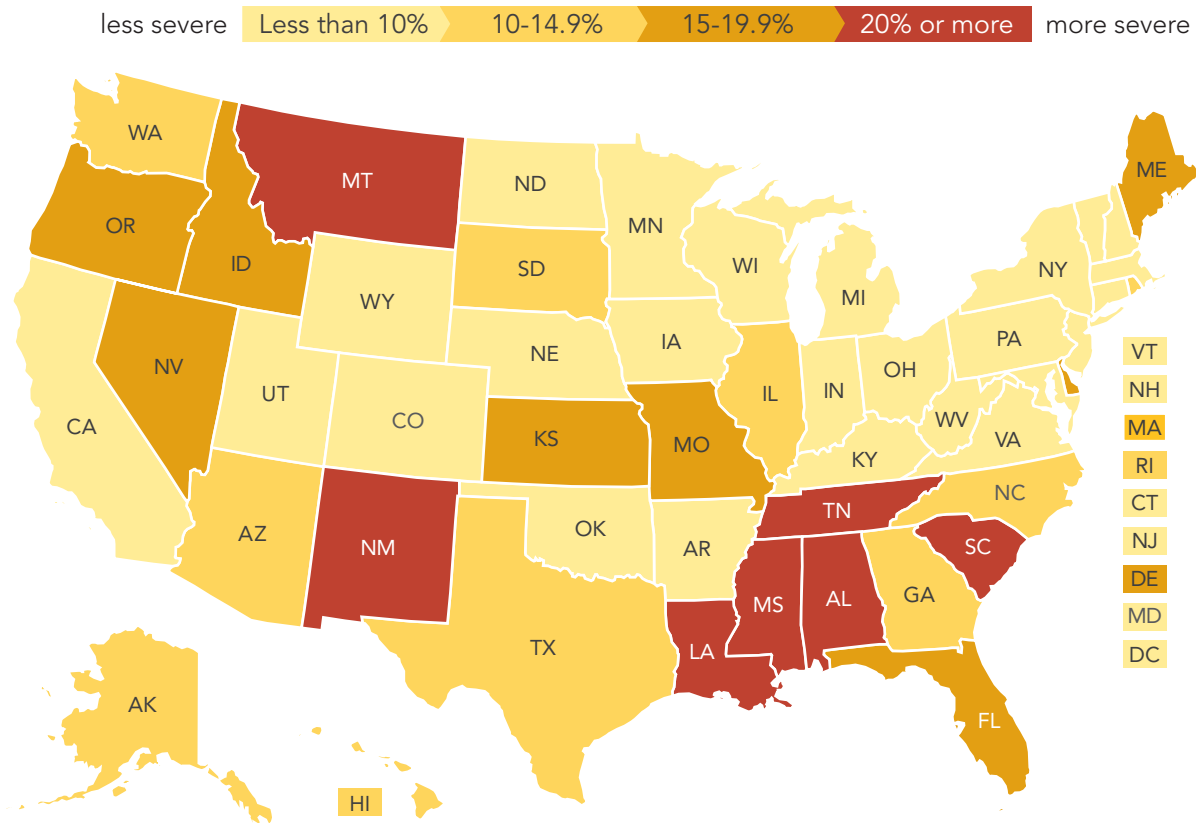 less severe Less than 10% 10-14.9% 15-19.9% 20% or more more severe
WA
ME
MT
ND
OR
MN
ID
SD
WI
NY
WY
MI
PA
IA
VT
NE
NV
OH
NH
UT
IL
IN
CO
WV
CA
MA
KS
VA
MO
KY
RI
NC
CT
TN
OK
AZ
NJ
NM
AR
SC
DE
GA
AL
MS
MD
TX
LA
DC
AK
FL
HI